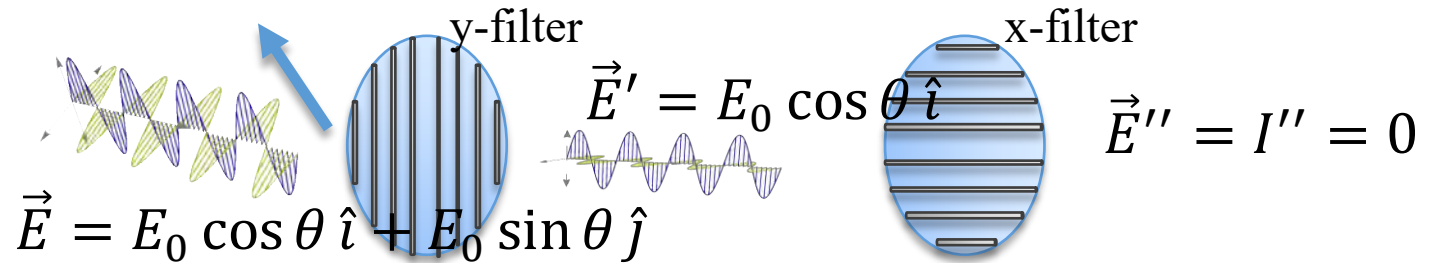 y-filter
x-filter
E⃗′ = E₀ cos θ î
E⃗′′ = I′′ = 0
E⃗ = E₀ cos θ î + E₀ sin θ ĵ